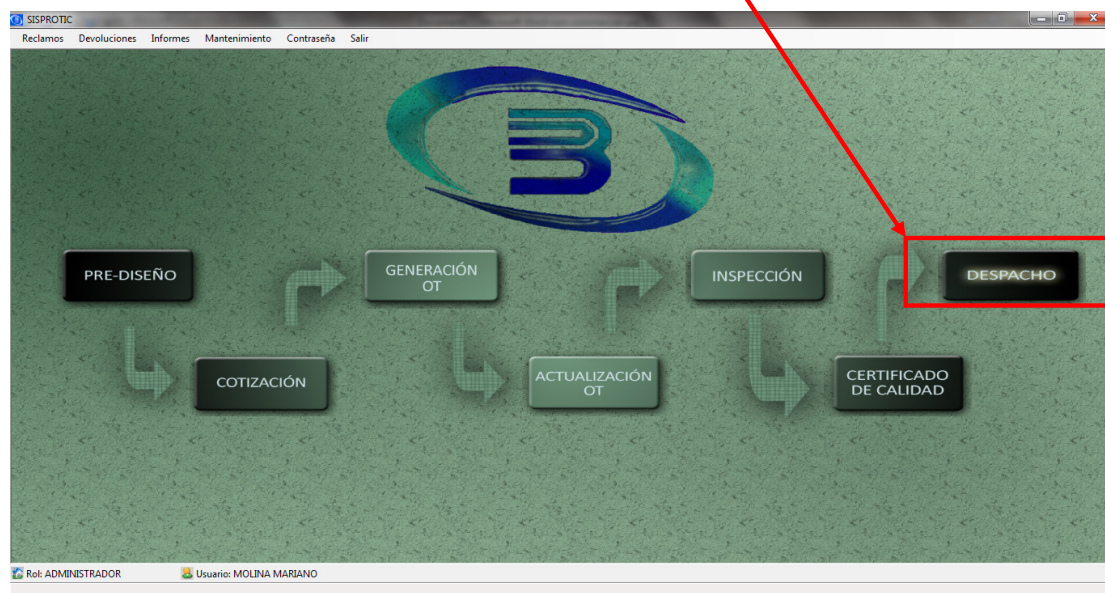 SISPROTIC
Reclamos Devoluciones Informes Mantenimiento Contraseña Salir
PRE-DISEÑO
COTIZACIÓN
GENERACIÓN
OT
ACTUALIZACIÓN
OT
INSPECCIÓN
CERTIFICADO
DE CALIDAD
DESPACHO
Rol: ADMINISTRADOR Usuario: MOLINA MARIANO